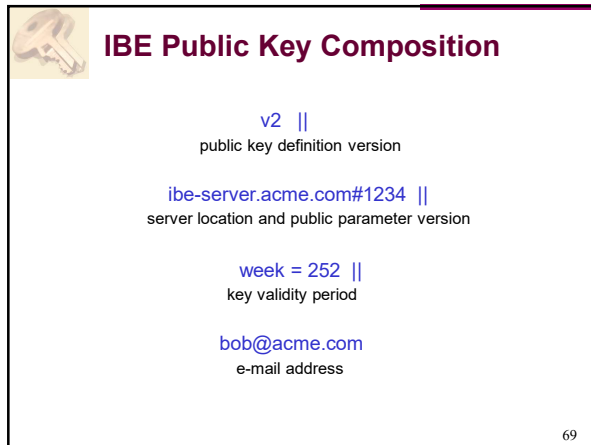 IBE Public Key Composition
v2 ||
public key definition version
ibe-server.acme.com#1234 ||
server location and public parameter version
week = 252 ||
key validity period
bob@acme.com
e-mail address
69